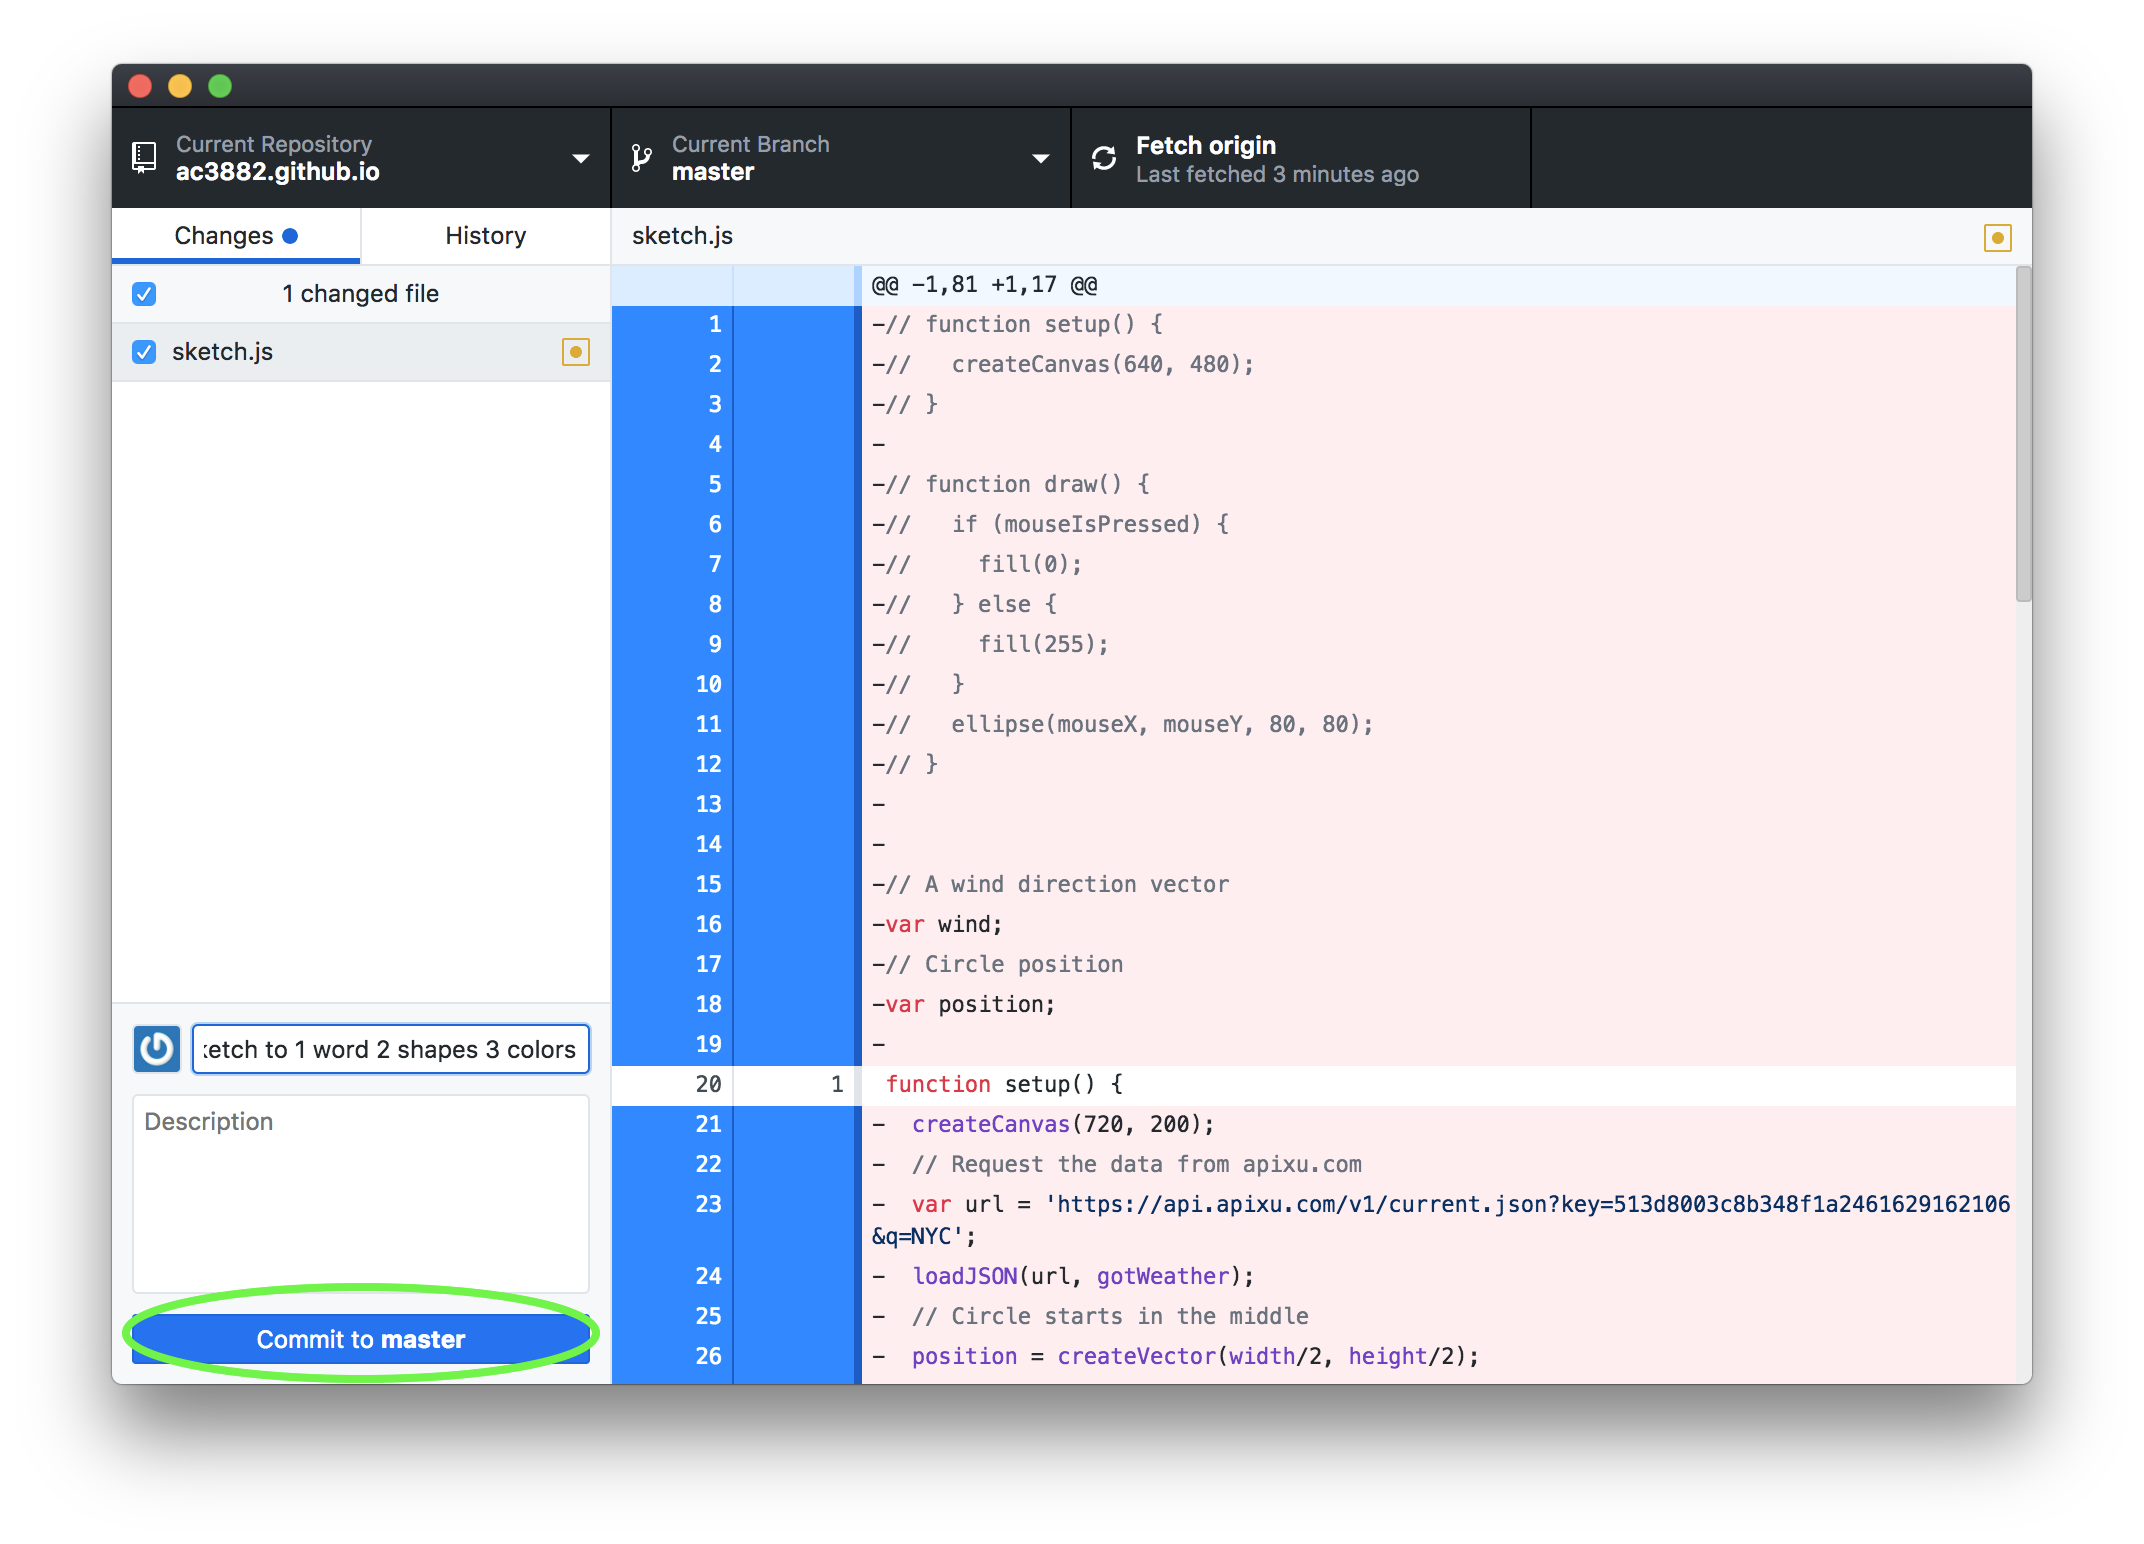 Current Repository
ac3882.github.io
Current Branch
master
Fetch origin
Last fetched 3 minutes ago
Changes
History
sketch.js
1 changed file
sketch.js
@@ -1,81 +1,17 @@
1 -// function setup() {
2 -//   createCanvas(640, 480);
3 -// }
4 -
5 -// function draw() {
6 -//   if (mouseIsPressed) {
7 -//     fill(0);
8 -//   } else {
9 -//     fill(255);
10 -//   }
11 -//   ellipse(mouseX, mouseY, 80, 80);
12 -// }
13 -
14 -
15 -// A wind direction vector
16 -var wind;
17 -// Circle position
18 -var position;
19 -
20 1 function setup() {
21 -  createCanvas(720, 200);
22 -  // Request the data from apixu.com
23 -  var url = 'https://api.apixu.com/v1/current.json?key=513d8003c8b348f1a2461629162106
&q=NYC';
24 -  loadJSON(url, gotWeather);
25 -  // Circle starts in the middle
26 -  position = createVector(width/2, height/2);
ketch to 1 word 2 shapes 3 colors
Description
Commit to master